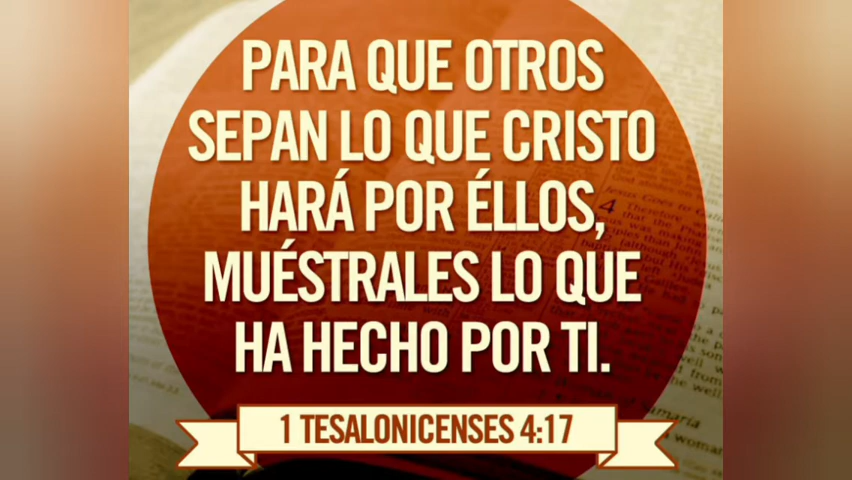 PARA QUE OTROS
SEPAN LO QUE CRISTO
HARÁ POR ÉLLOS,
MUÉSTRALES LO QUE
HA HECHO POR TI.
1 TESALONICENSES 4:17